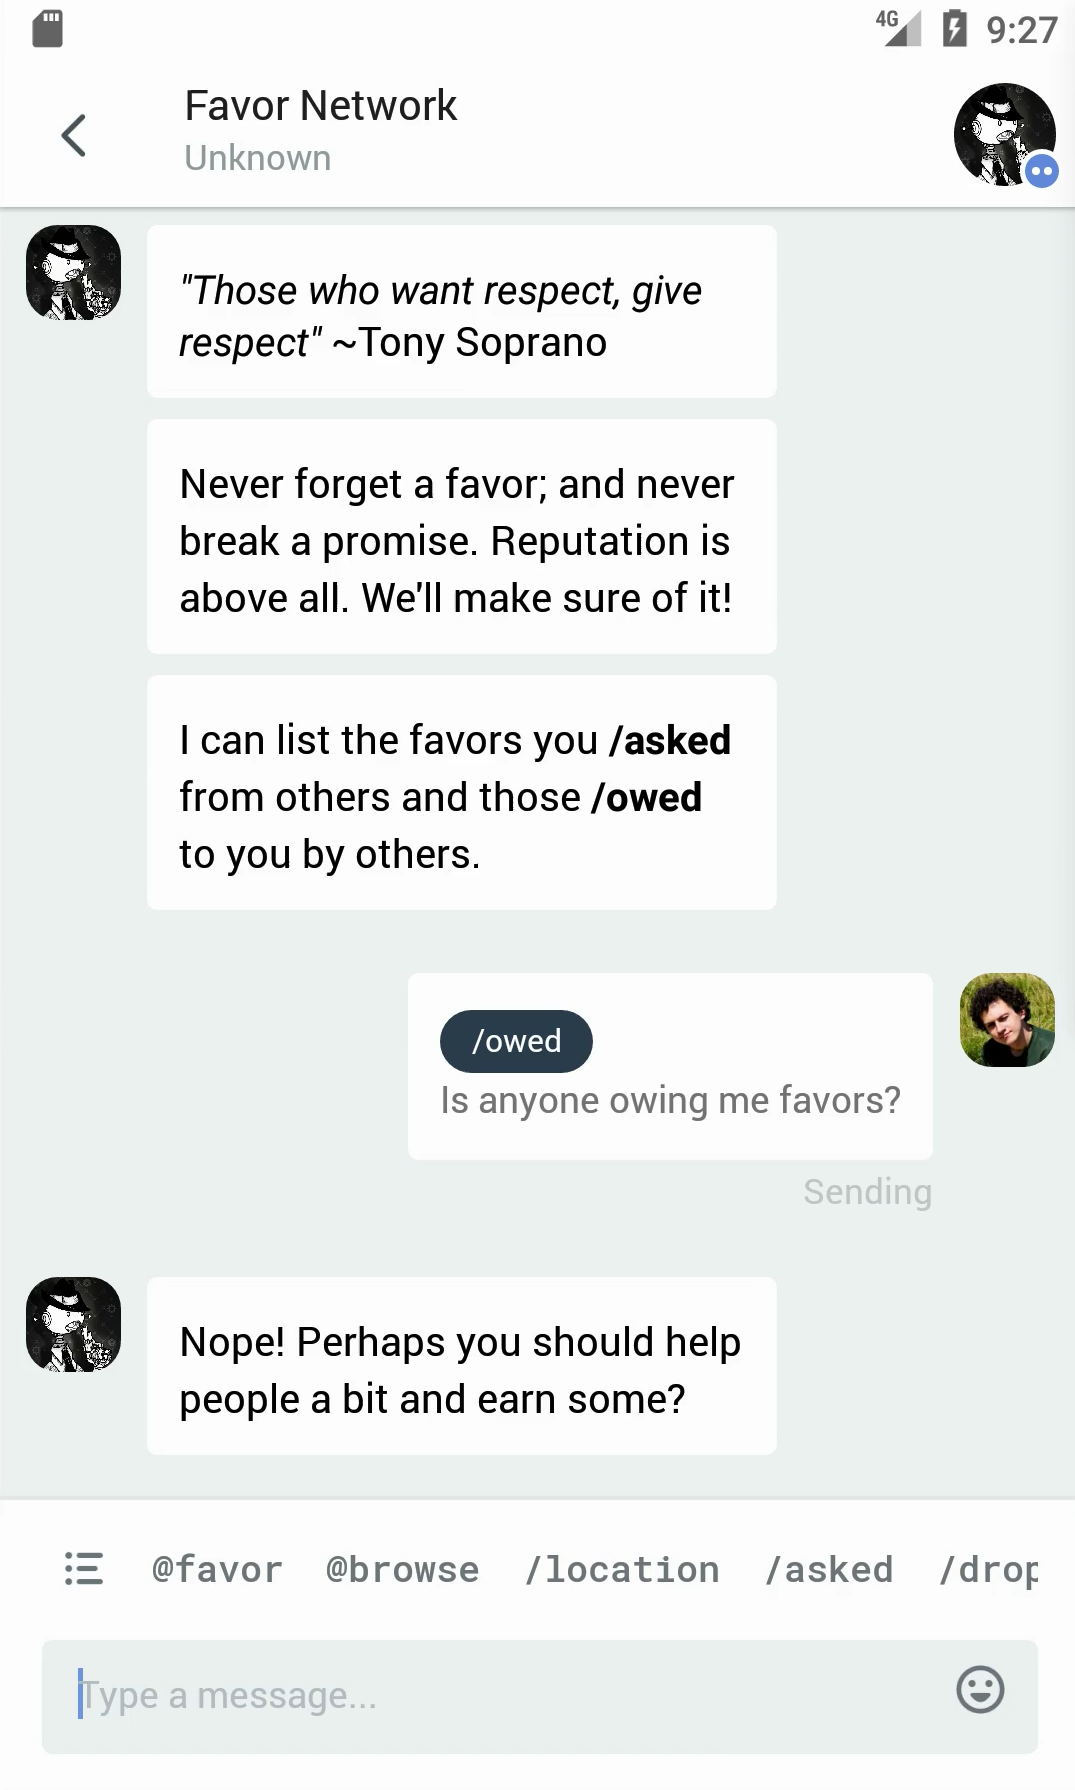 4G 9:27
Favor Network
Unknown
"Those who want respect, give
respect" ~Tony Soprano
Never forget a favor; and never
break a promise. Reputation is
above all. We'll make sure of it!
I can list the favors you /asked
from others and those /owed
to you by others.
/owed
Is anyone owing me favors?
Sending
Nope! Perhaps you should help
people a bit and earn some?
@favor @browse /location /asked /drop
Type a message...